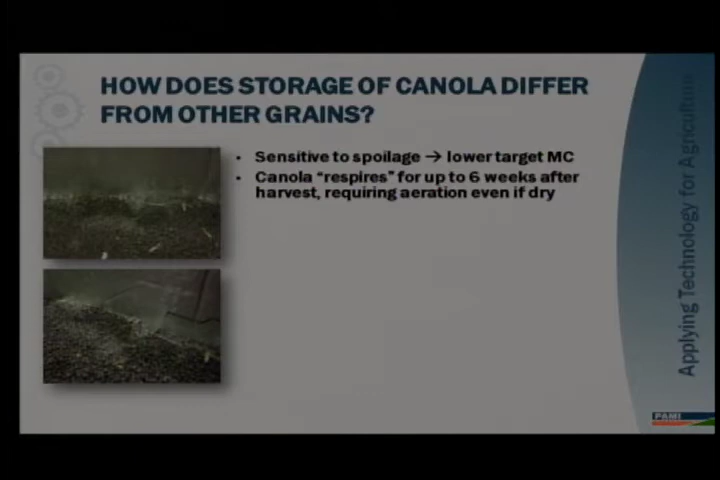 HOW DOES STORAGE OF CANOLA DIFFER
FROM OTHER GRAINS?
• Sensitive to spoilage → lower target MC
• Canola “respires” for up to 6 weeks after
harvest, requiring aeration even if dry
Applying Technology for Agriculture
PAMI